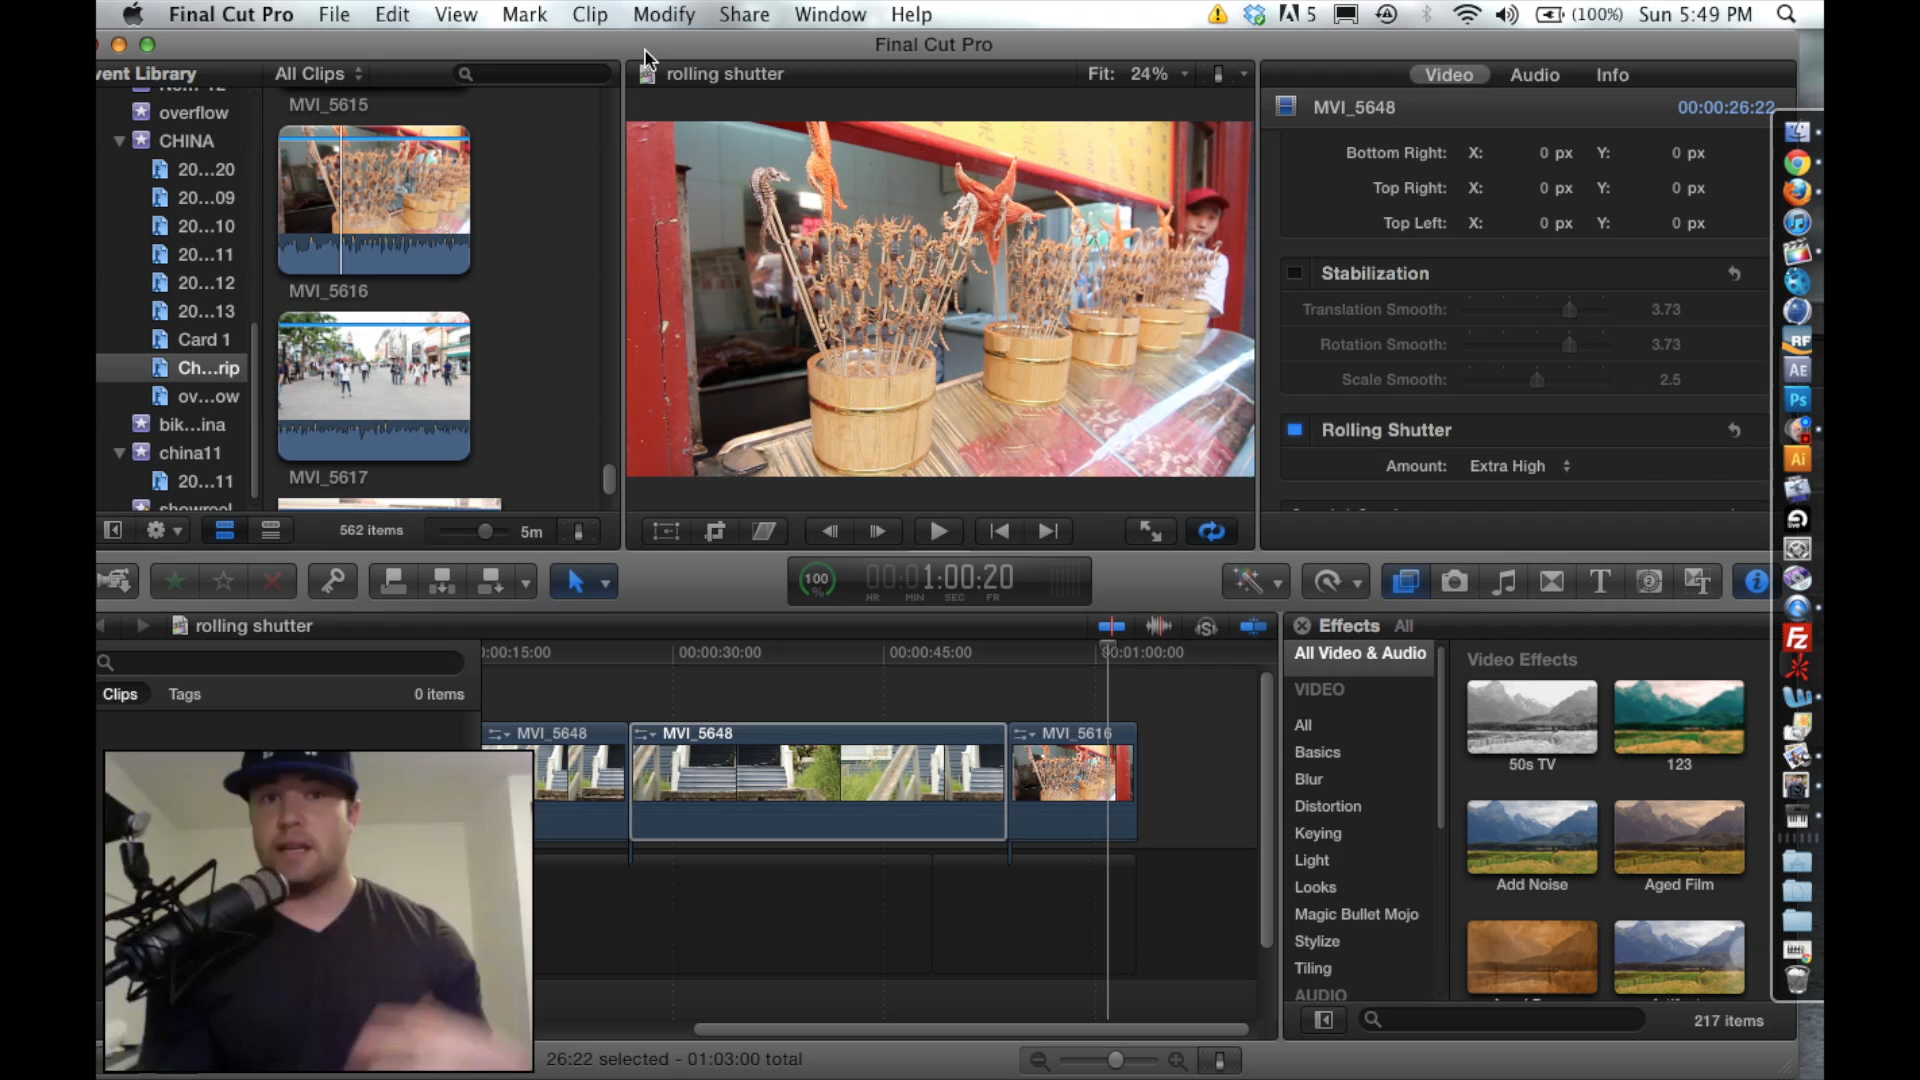 Final Cut Pro File Edit View Mark Clip Modify Share Window Help
5 (100%) Sun 5:49 PM
Final Cut Pro
vent Library
All Clips
overflow
CHINA
20...20
20...09
20...10
20...11
20...12
20...13
Card 1
Ch...rip
ov...ow
bik...ina
china11
20...11
MVI_5615
MVI_5616
MVI_5617
562 items
5m
rolling shutter
Fit: 24%
Video Audio Info
MVI_5648 00:00:26:22
Bottom Right: X: 0 px Y: 0 px
Top Right: X: 0 px Y: 0 px
Top Left: X: 0 px Y: 0 px
Stabilization
Translation Smooth: 3.73
Rotation Smooth: 3.73
Scale Smooth: 2.5
Rolling Shutter
Amount: Extra High
RF
AE
Ps
Ai
Fz
100
%
00:01:00:20
HR MIN SEC FR
T
rolling shutter
Clips Tags 0 items
0:00:15:00 00:00:30:00 00:00:45:00 00:01:00:00
MVI_5648 MVI_5648 MVI_5616
26:22 selected - 01:03:00 total
Effects All
All Video & Audio
VIDEO
All
Basics
Blur
Distortion
Keying
Light
Looks
Magic Bullet Mojo
Stylize
Tiling
AUDIO
Video Effects
50s TV
123
Add Noise
Aged Film
217 items